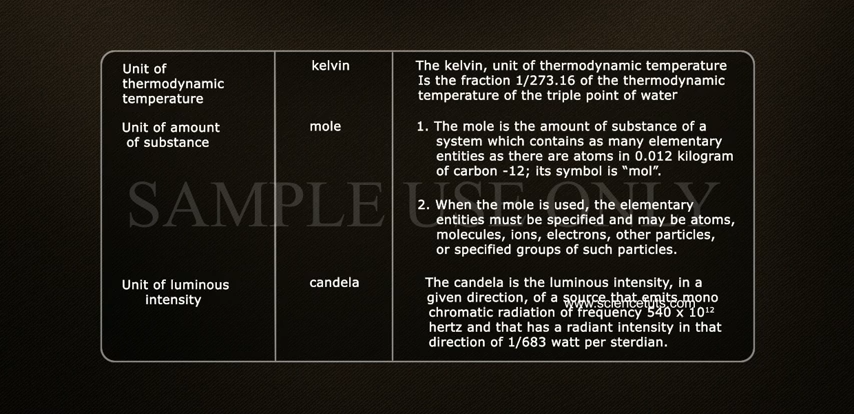 Unit of
thermodynamic
temperature
kelvin
The kelvin, unit of thermodynamic temperature
Is the fraction 1/273.16 of the thermodynamic
temperature of the triple point of water
Unit of amount
of substance
mole
1. The mole is the amount of substance of a
system which contains as many elementary
entities as there are atoms in 0.012 kilogram
of carbon -12; its symbol is “mol”.
SAMPLE USE ONLY
2. When the mole is used, the elementary
entities must be specified and may be atoms,
molecules, ions, electrons, other particles,
or specified groups of such particles.
Unit of luminous
intensity
candela
The candela is the luminous intensity, in a
given direction, of a source that emits mono
www.sciencetuts.com
chromatic radiation of frequency 540 x 10¹²
hertz and that has a radiant intensity in that
direction of 1/683 watt per sterdian.